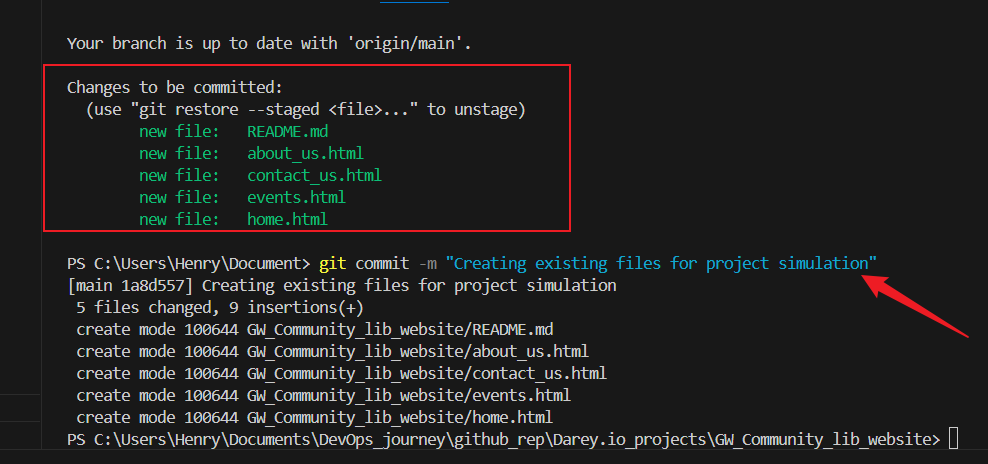 Your branch is up to date with 'origin/main'.
Changes to be committed:
  (use "git restore --staged <file>..." to unstage)
        new file:   README.md
        new file:   about_us.html
        new file:   contact_us.html
        new file:   events.html
        new file:   home.html
PS C:\Users\Henry\Document> git commit -m "Creating existing files for project simulation"
[main 1a8d557] Creating existing files for project simulation
 5 files changed, 9 insertions(+)
 create mode 100644 GW_Community_lib_website/README.md
 create mode 100644 GW_Community_lib_website/about_us.html
 create mode 100644 GW_Community_lib_website/contact_us.html
 create mode 100644 GW_Community_lib_website/events.html
 create mode 100644 GW_Community_lib_website/home.html
PS C:\Users\Henry\Documents\DevOps_journey\github_rep\Darey.io_projects\GW_Community_lib_website>